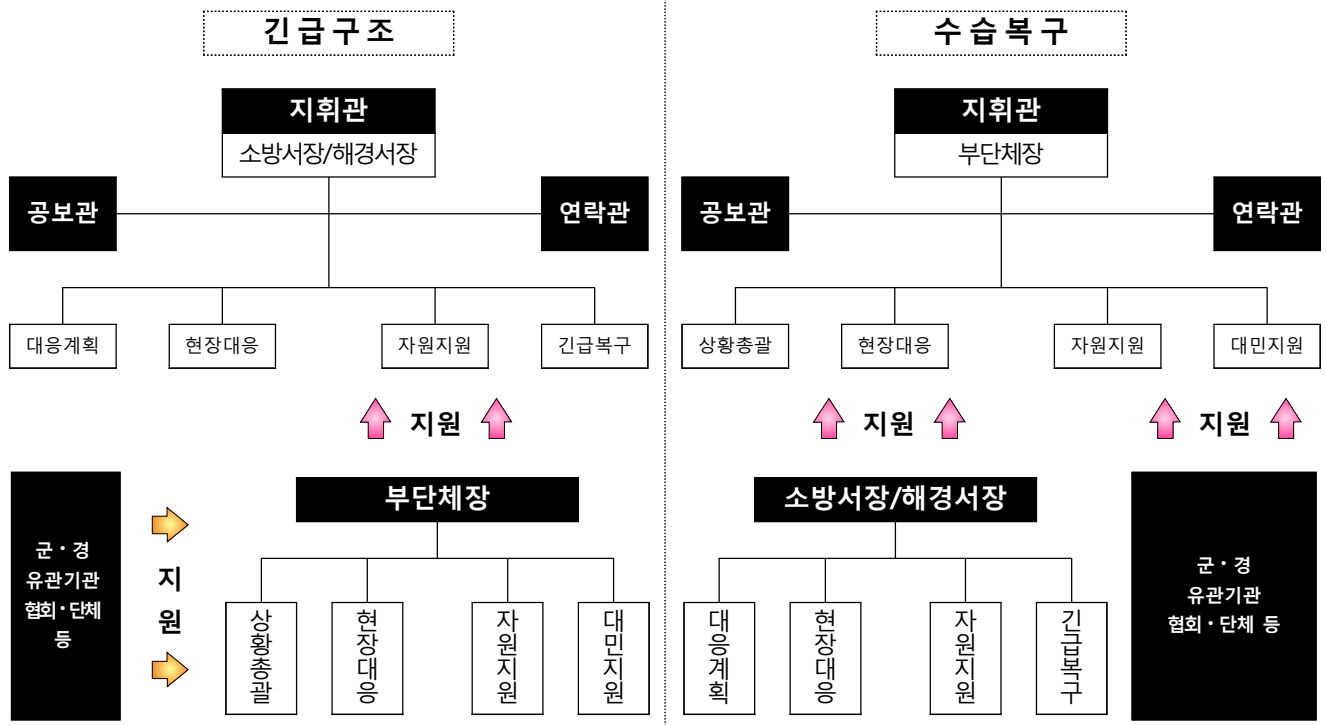 긴급구조
지휘관
소방서장/해경서장
공보관
연락관
대응계획
현장대응
자원지원
긴급복구
지원
부단체장
군·경
유관기관
협회·단체
등
지
원
상황총괄
현장대응
자원지원
대민지원
수습복구
지휘관
부단체장
공보관
연락관
상황총괄
현장대응
자원지원
대민지원
지원
지원
소방서장/해경서장
대응계획
현장대응
자원지원
긴급복구
군·경
유관기관
협회·단체 등